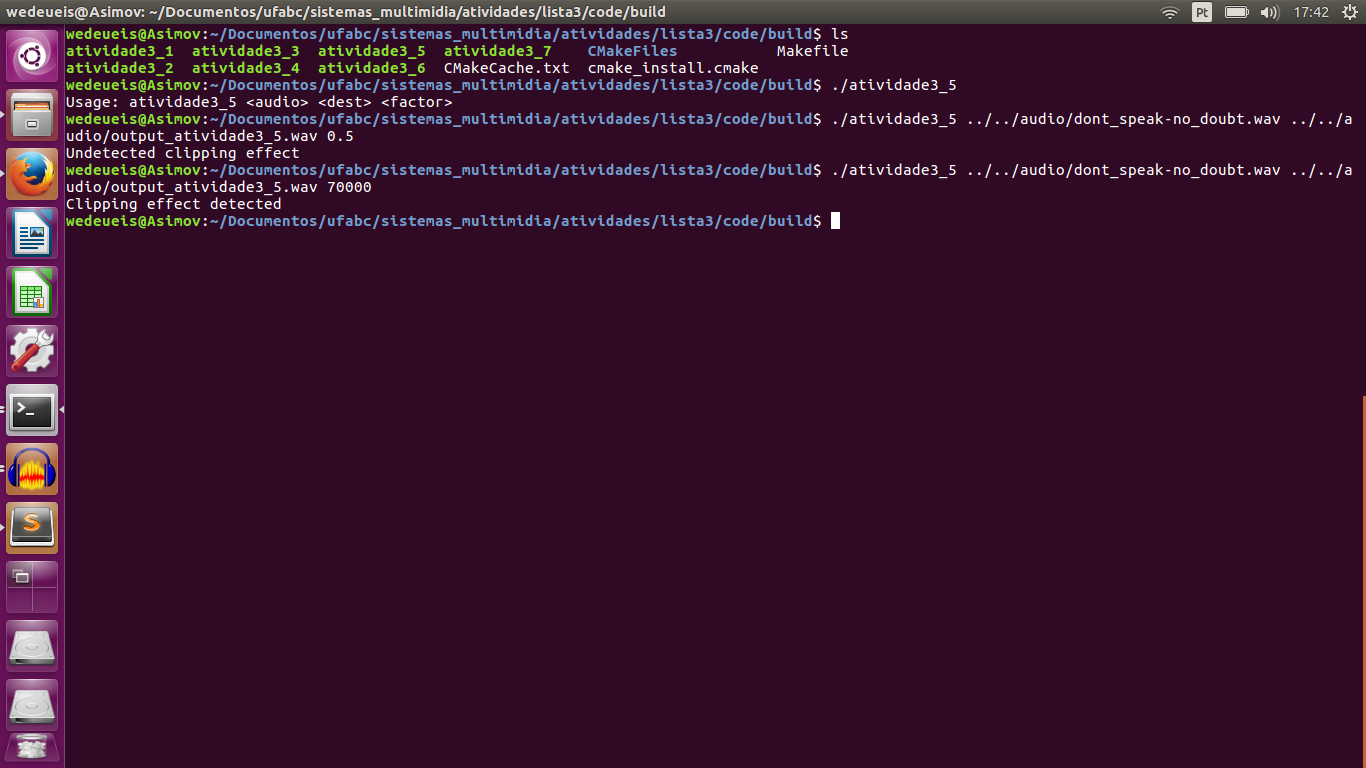 wedeueis@Asimov: ~/Documentos/ufabc/sistemas_multimidia/atividades/lista3/code/build Pt 17:42
wedeueis@Asimov:~/Documentos/ufabc/sistemas_multimidia/atividades/lista3/code/build$ ls
atividade3_1 atividade3_3 atividade3_5 atividade3_7 CMakeFiles Makefile
atividade3_2 atividade3_4 atividade3_6 CMakeCache.txt cmake_install.cmake
wedeueis@Asimov:~/Documentos/ufabc/sistemas_multimidia/atividades/lista3/code/build$ ./atividade3_5
Usage: atividade3_5 <audio> <dest> <factor>
wedeueis@Asimov:~/Documentos/ufabc/sistemas_multimidia/atividades/lista3/code/build$ ./atividade3_5 ../../audio/dont_speak-no_doubt.wav ../../a
udio/output_atividade3_5.wav 0.5
Undetected clipping effect
wedeueis@Asimov:~/Documentos/ufabc/sistemas_multimidia/atividades/lista3/code/build$ ./atividade3_5 ../../audio/dont_speak-no_doubt.wav ../../a
udio/output_atividade3_5.wav 70000
Clipping effect detected
wedeueis@Asimov:~/Documentos/ufabc/sistemas_multimidia/atividades/lista3/code/build$